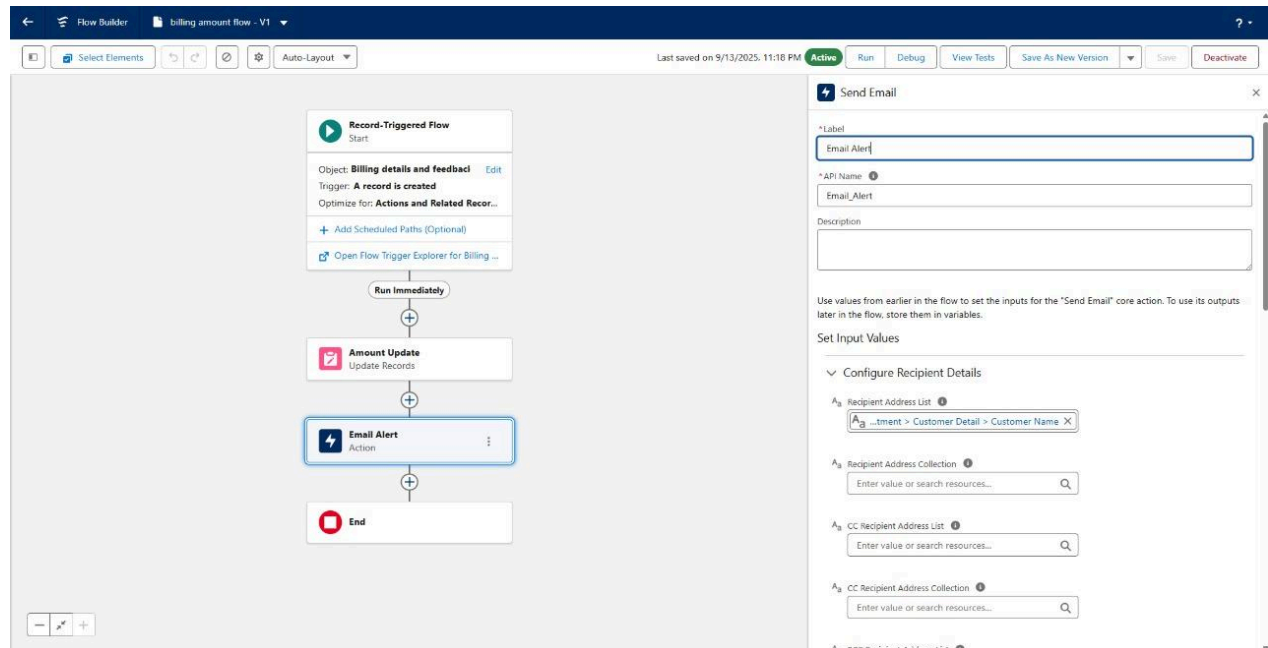 Flow Builder
billing amount flow - V1
?
Select Elements
Auto-Layout
Last saved on 9/13/2025, 11:18 PM
Active
Run
Debug
View Tests
Save As New Version
Save
Deactivate
Record-Triggered Flow
Start
Object: Billing details and feedback Edit
Trigger: A record is created
Optimize for: Actions and Related Recor...
+ Add Scheduled Paths (Optional)
Open Flow Trigger Explorer for Billing ...
Run Immediately
Amount Update
Update Records
Email Alert
Action
End
Send Email
*Label
Email Alert
*API Name
Email_Alert
Description
Use values from earlier in the flow to set the inputs for the "Send Email" core action. To use its outputs
later in the flow, store them in variables.
Set Input Values
Configure Recipient Details
Aa Recipient Address List
Aa ...tment > Customer Detail > Customer Name
Aa Recipient Address Collection
Enter value or search resources...
Aa CC Recipient Address List
Enter value or search resources...
Aa CC Recipient Address Collection
Enter value or search resources...